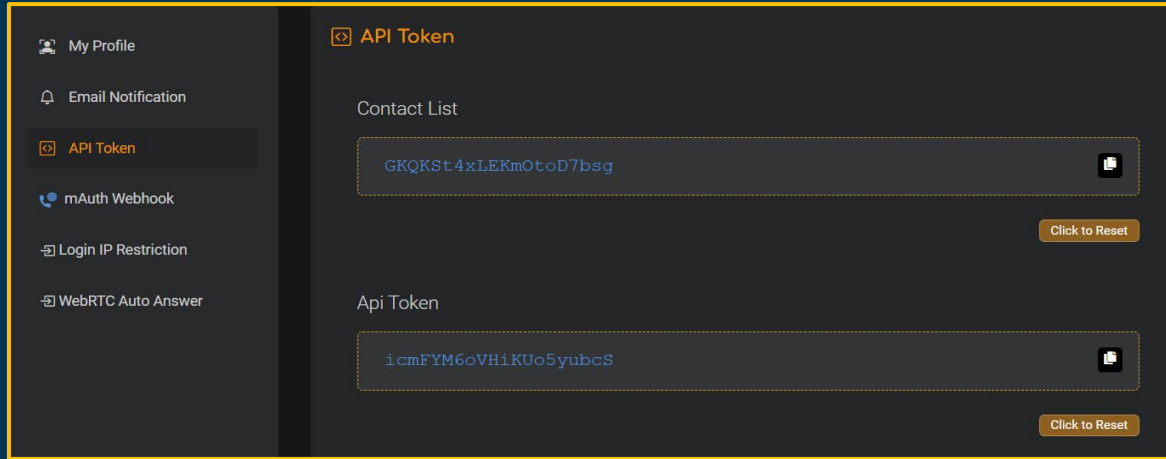 My Profile
Email Notification
API Token
mAuth Webhook
Login IP Restriction
WebRTC Auto Answer
API Token
Contact List
GKQKSt4xLEKmOtoD7bsg
Click to Reset
Api Token
icmFYM6oVHiKUo5yubcS
Click to Reset